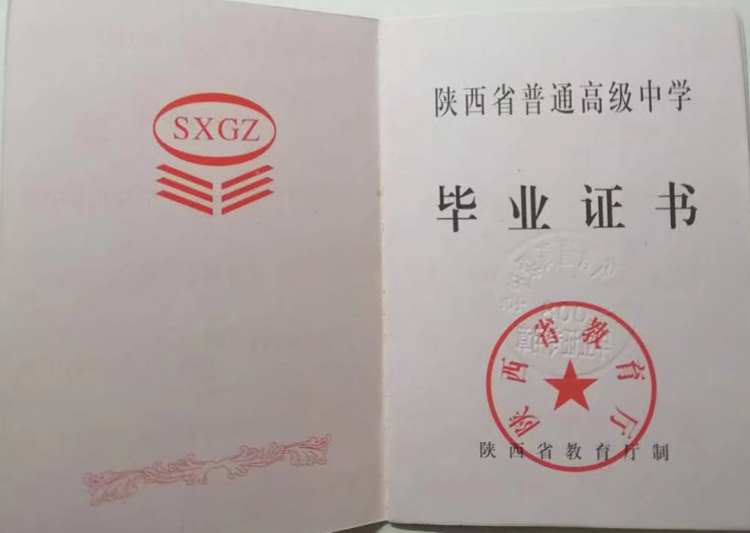 SXGZ
陕西省普通高级中学
毕业证书
陕西省教育厅
陕西省教育厅制